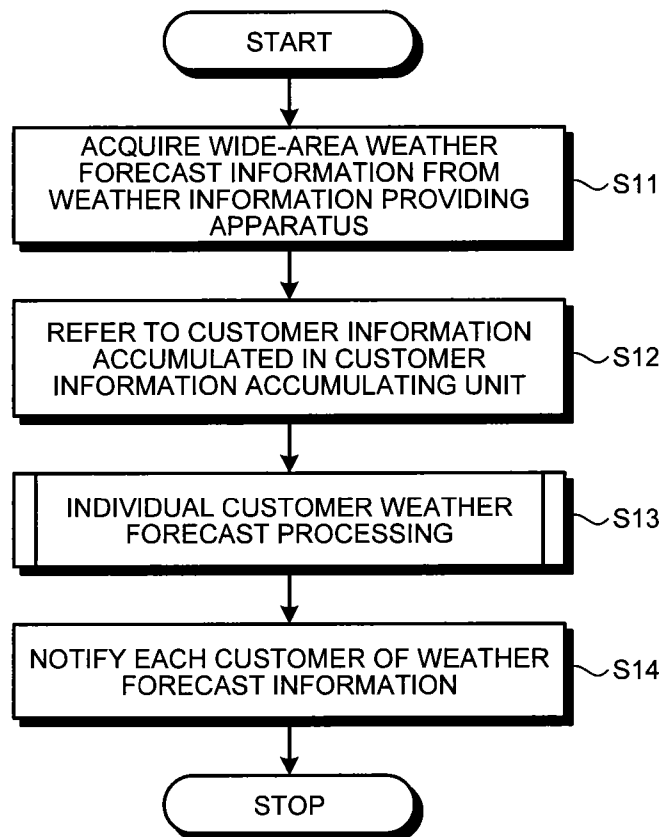 START
ACQUIRE WIDE-AREA WEATHER
FORECAST INFORMATION FROM
WEATHER INFORMATION PROVIDING
APPARATUS
S11
REFER TO CUSTOMER INFORMATION
ACCUMULATED IN CUSTOMER
INFORMATION ACCUMULATING UNIT
S12
INDIVIDUAL CUSTOMER WEATHER
FORECAST PROCESSING
S13
NOTIFY EACH CUSTOMER OF WEATHER
FORECAST INFORMATION
S14
STOP